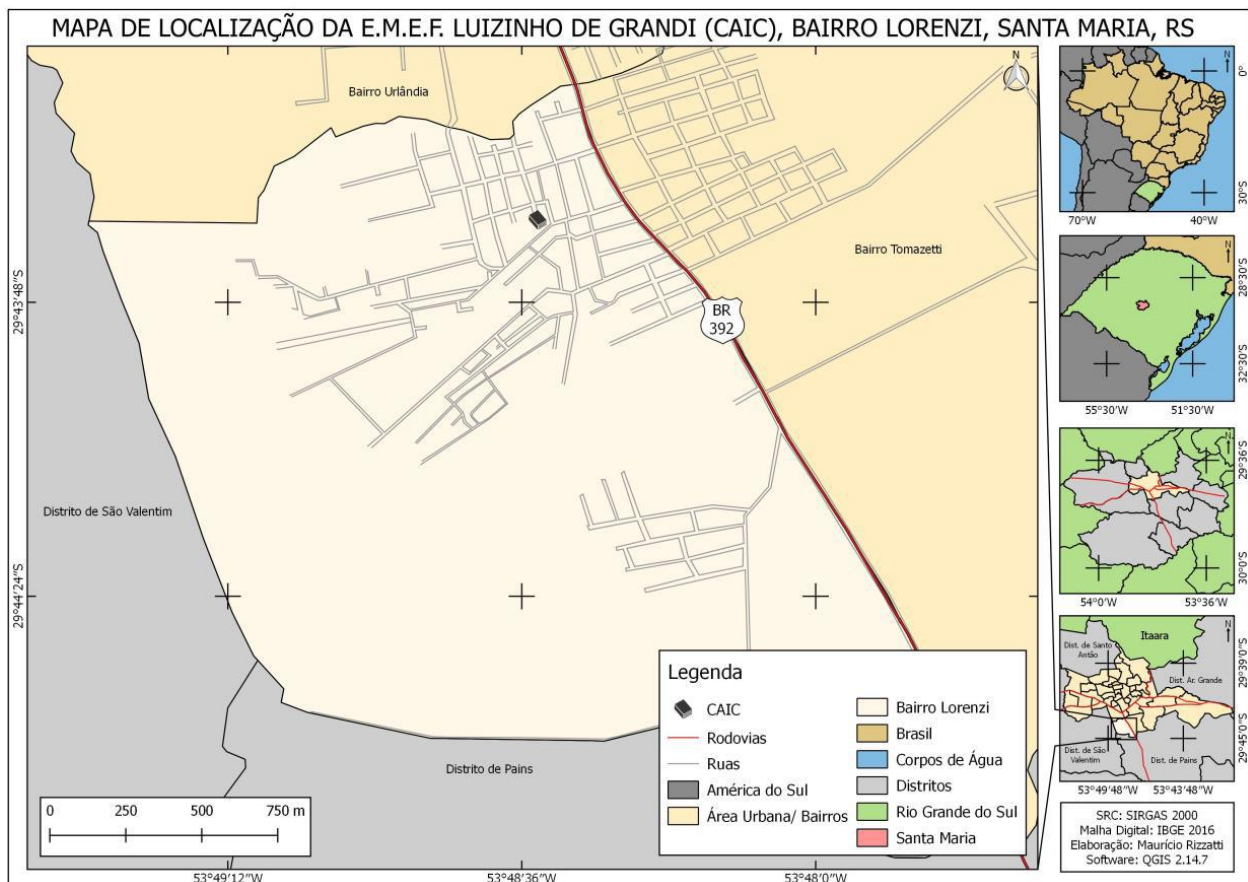 MAPA DE LOCALIZAÇÃO DA E.M.E.F. LUIZINHO DE GRANDI (CAIC), BAIRRO LORENZI, SANTA MARIA, RS
Bairro Urlândia
N
Bairro Tomazetti
BR
392
Distrito de São Valentim
Distrito de Pains
29°43'48"S
29°44'24"S
53°49'12"W
53°48'36"W
53°48'0"W
0 250 500 750 m
Legenda
CAIC
Rodovias
Ruas
América do Sul
Área Urbana/ Bairros
Bairro Lorenzi
Brasil
Corpos de Água
Distritos
Rio Grande do Sul
Santa Maria
N
0°
30°S
70°W
40°W
N
28°30'S
32°30'S
55°30'W
51°30'W
N
29°36'S
30°0'S
54°0'W
53°36'W
N
Itaara
Dist. de Santo
Antão
Dist. Ar. Grande
Dist. de São
Valentim
Dist. de Pains
29°39'0"S
29°45'0"S
53°49'48"W
53°43'48"W
SRC: SIRGAS 2000
Malha Digital: IBGE 2016
Elaboração: Maurício Rizzatti
Software: QGIS 2.14.7